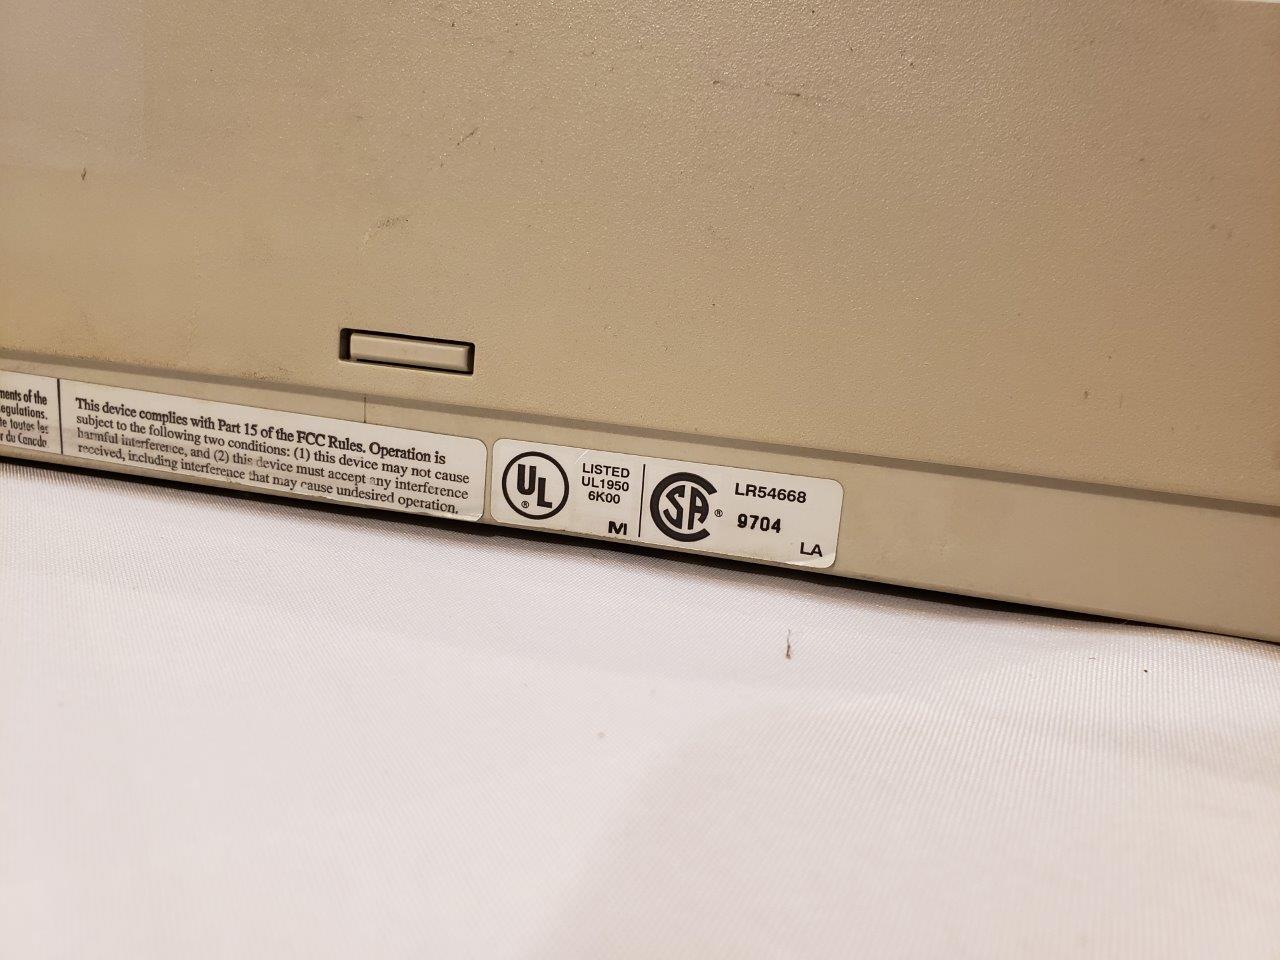 ments of the
egulations.
te toutes les
r du Canada
This device complies with Part 15 of the FCC Rules. Operation is
subject to the following two conditions: (1) this device may not cause
harmful interference, and (2) this device must accept any interference
received, including interference that may cause undesired operation.
UL
®
LISTED
UL1950
6K00
M
SA ®
LR54668
9704
LA